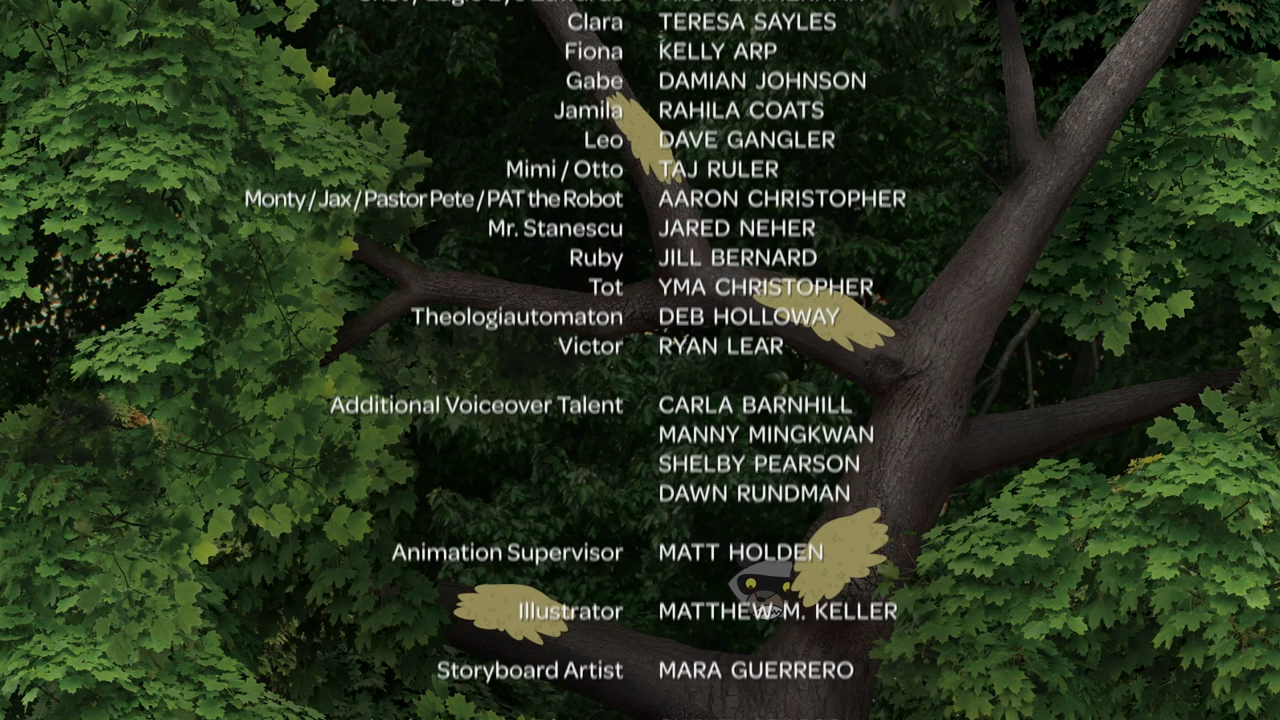 Clara TERESA SAYLES
Fiona KELLY ARP
Gabe DAMIAN JOHNSON
Jamila RAHILA COATS
Leo DAVE GANGLER
Mimi / Otto TAJ RULER
Monty / Jax / Pastor Pete / PAT the Robot AARON CHRISTOPHER
Mr. Stanescu JARED NEHER
Ruby JILL BERNARD
Tot YMA CHRISTOPHER
Theologiautomaton DEB HOLLOWAY
Victor RYAN LEAR
Additional Voiceover Talent CARLA BARNHILL
MANNY MINGKWAN
SHELBY PEARSON
DAWN RUNDMAN
Animation Supervisor MATT HOLDEN
Illustrator MATTHEW M. KELLER
Storyboard Artist MARA GUERRERO